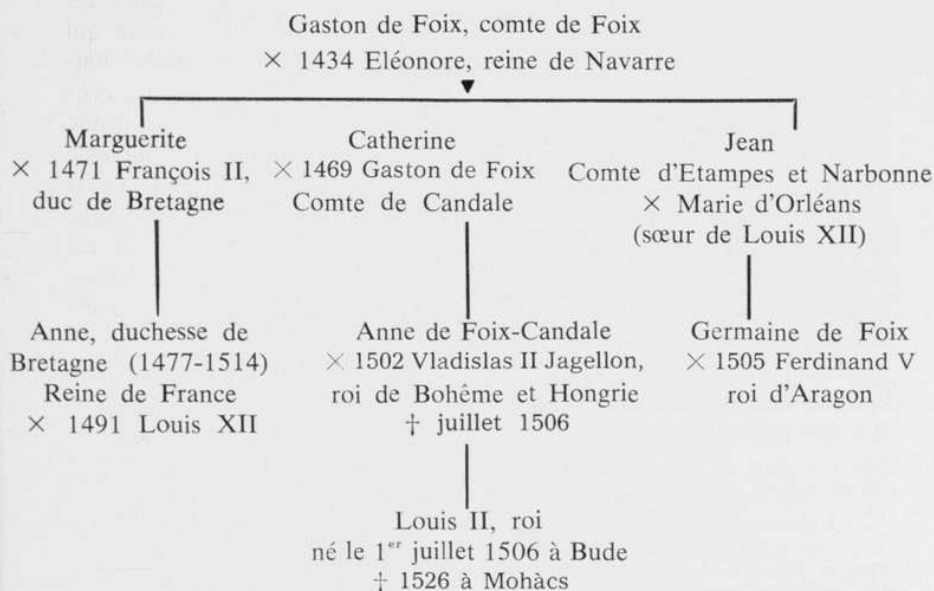 Gaston de Foix, comte de Foix
× 1434 Eléonore, reine de Navarre
Marguerite
× 1471 François II,
duc de Bretagne
Catherine
× 1469 Gaston de Foix
Comte de Candale
Jean
Comte d'Etampes et Narbonne
× Marie d'Orléans
(sœur de Louis XII)
Anne, duchesse de
Bretagne (1477-1514)
Reine de France
× 1491 Louis XII
Anne de Foix-Candale
× 1502 Vladislas II Jagellon,
roi de Bohême et Hongrie
† juillet 1506
Germaine de Foix
× 1505 Ferdinand V
roi d'Aragon
Louis II, roi
né le 1er juillet 1506 à Bude
† 1526 à Mohàcs